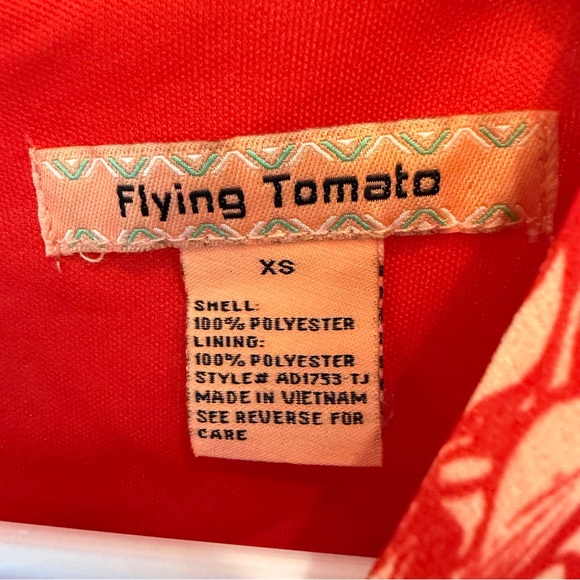 Flying Tomato
XS
SHELL:
100% POLYESTER
LINING:
100% POLYESTER
STYLE# AD1753-TJ
MADE IN VIETNAM
SEE REVERSE FOR
CARE